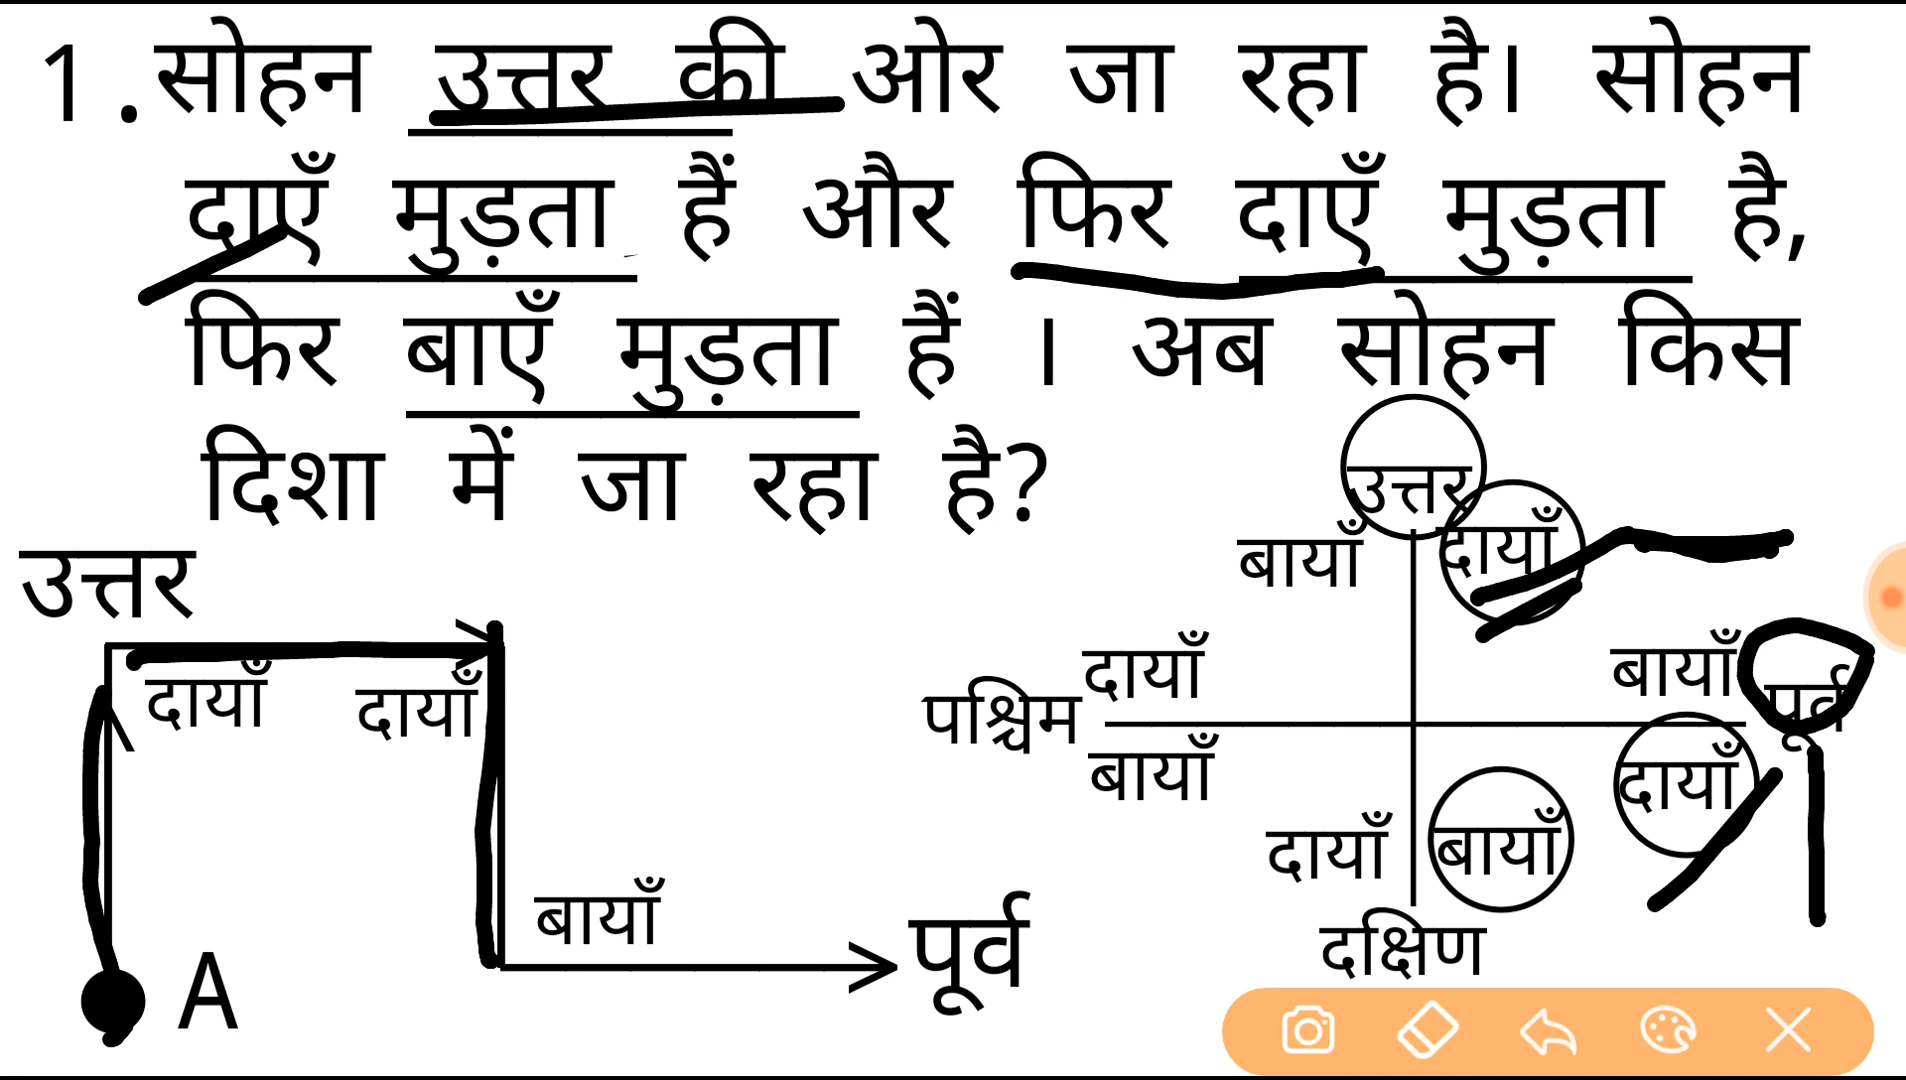 1.सोहन उत्तर की ओर जा रहा है। सोहन
दाएँ मुड़ता हैं और फिर दाएँ मुड़ता है,
फिर बाएँ मुड़ता हैं । अब सोहन किस
दिशा में जा रहा है?
उत्तर
बायाँ दायाँ
उत्तर
दायाँ दायाँ
दायाँ बायाँ
पश्चिम पूर्व
बायाँ दायाँ
दायाँ बायाँ
दक्षिण
बायाँ
पूर्व
A